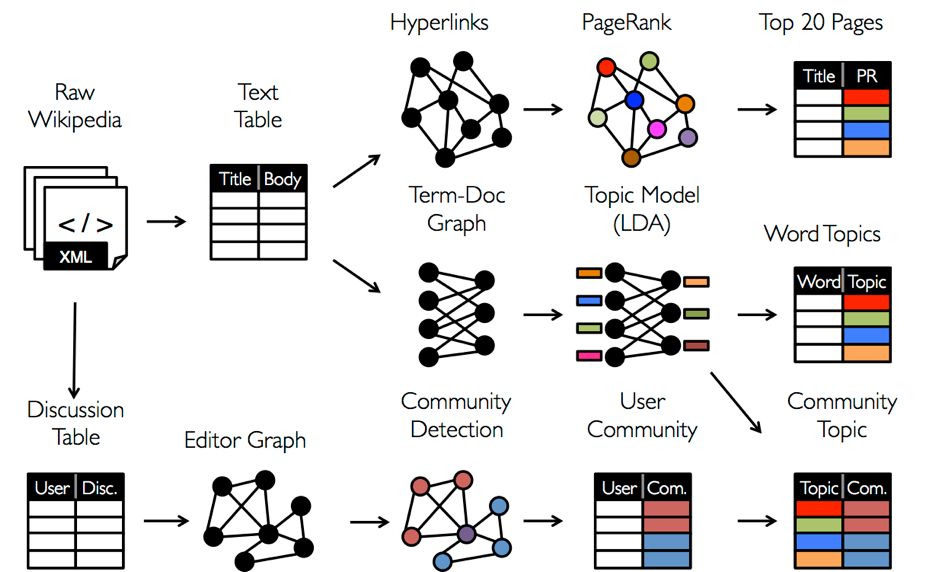 Hyperlinks
PageRank
Top 20 Pages
Raw
Wikipedia
Text
Table
Title PR
Title Body
</>
XML
Term-Doc
Graph
Topic Model
(LDA)
Word Topics
Word Topic
Discussion
Table
Editor Graph
Community
Detection
User
Community
Community
Topic
User Disc.
User Com.
Topic Com.